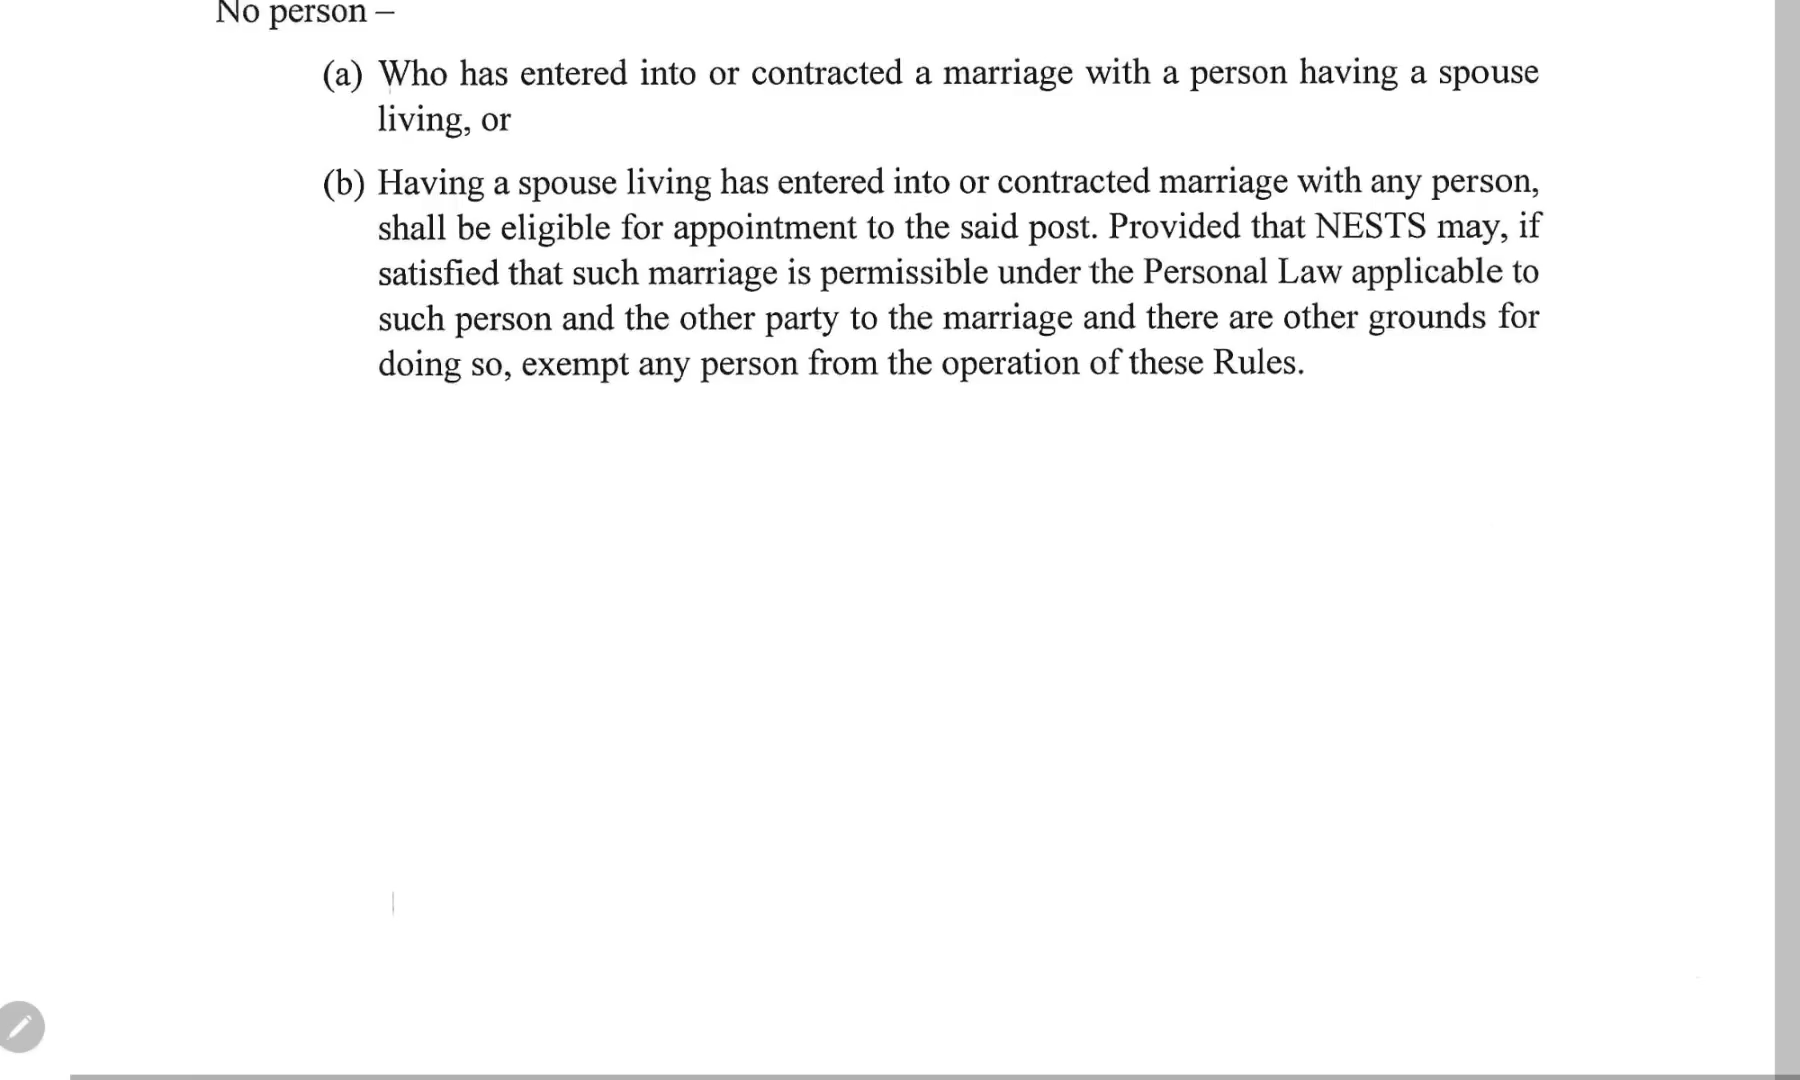 No person –
(a) Who has entered into or contracted a marriage with a person having a spouse
living, or
(b) Having a spouse living has entered into or contracted marriage with any person,
shall be eligible for appointment to the said post. Provided that NESTS may, if
satisfied that such marriage is permissible under the Personal Law applicable to
such person and the other party to the marriage and there are other grounds for
doing so, exempt any person from the operation of these Rules.